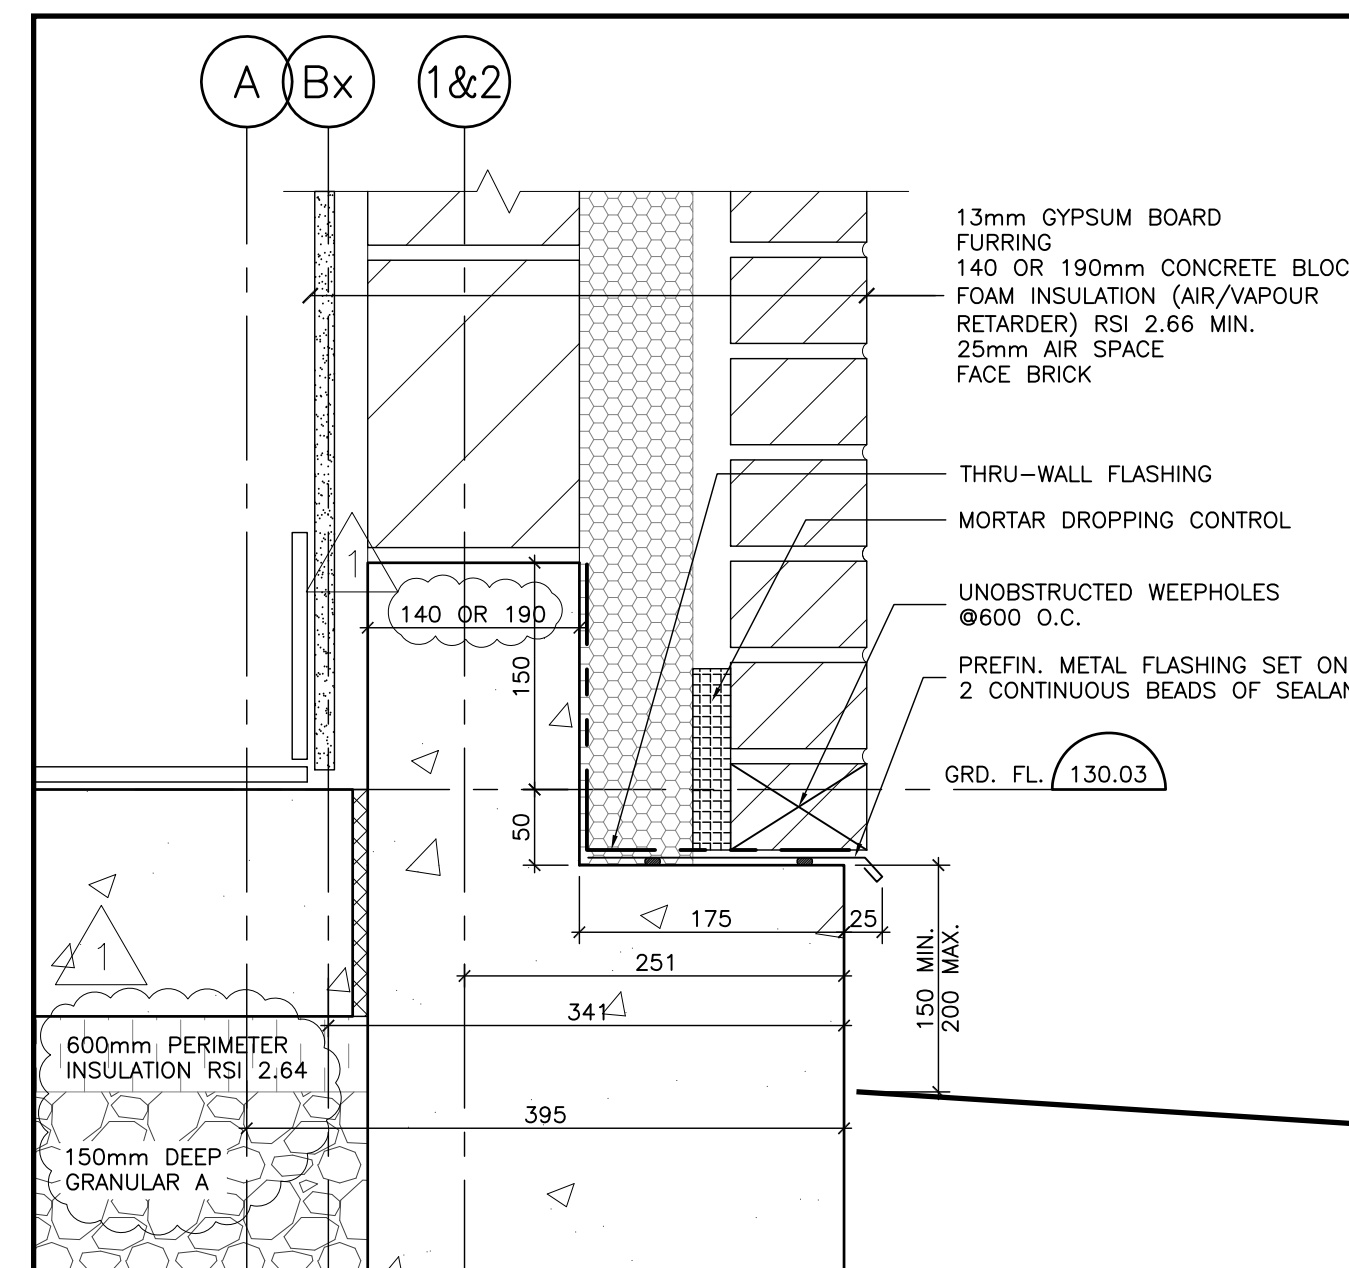 A
Bx
1&2
13mm GYPSUM BOARD
FURRING
140 OR 190mm CONCRETE BLOC
FOAM INSULATION (AIR/VAPOUR
RETARDER) RSI 2.66 MIN.
25mm AIR SPACE
FACE BRICK
THRU-WALL FLASHING
MORTAR DROPPING CONTROL
1
UNOBSTRUCTED WEEPHOLES
@600 O.C.
140 OR 190
150
PREFIN. METAL FLASHING SET ON
2 CONTINUOUS BEADS OF SEALAN
GRD. FL. 130.03
50
175
25
150 MIN.
200 MAX.
1
251
341
600mm PERIMETER
INSULATION RSI 2.64
395
150mm DEEP
GRANULAR A